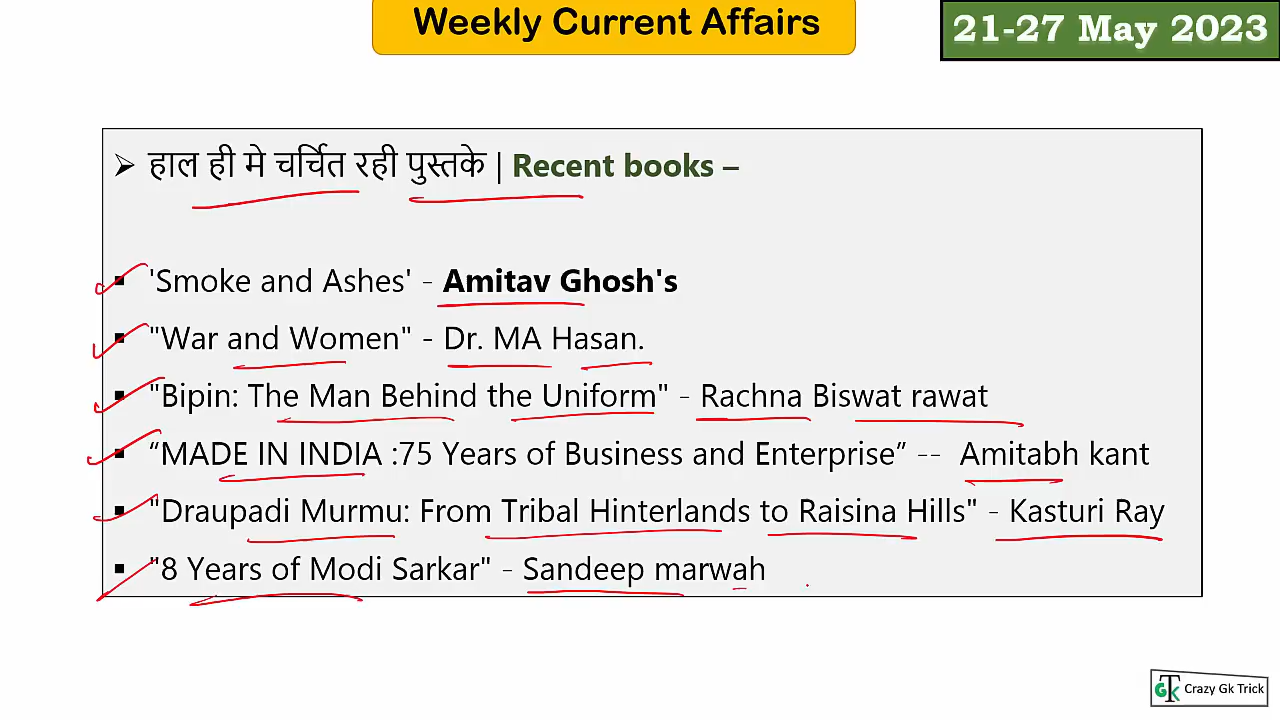 Weekly Current Affairs
21-27 May 2023
➢ हाल ही मे चर्चित रही पुस्तके | Recent books –
▪ 'Smoke and Ashes' - Amitav Ghosh's
▪ "War and Women" - Dr. MA Hasan.
▪ "Bipin: The Man Behind the Uniform" - Rachna Biswat rawat
▪ “MADE IN INDIA :75 Years of Business and Enterprise” -- Amitabh kant
▪ "Draupadi Murmu: From Tribal Hinterlands to Raisina Hills" - Kasturi Ray
▪ "8 Years of Modi Sarkar" - Sandeep marwah
GTK Crazy Gk Trick